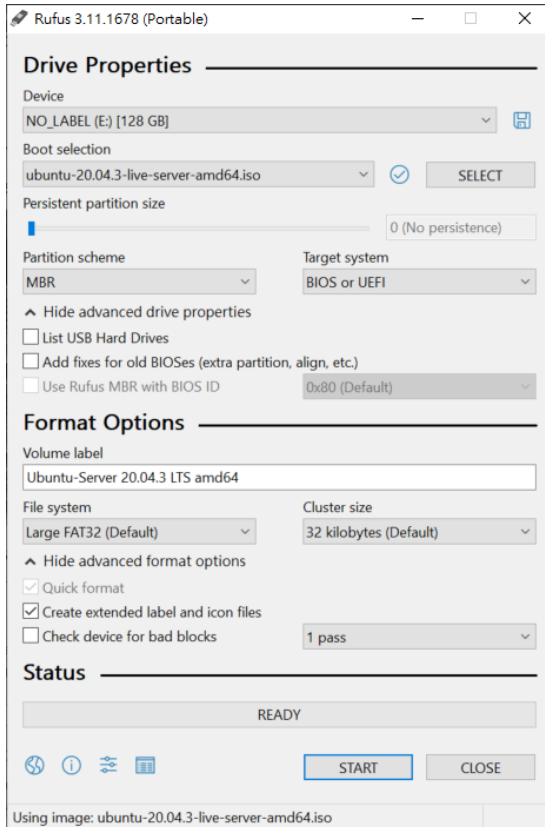 Rufus 3.11.1678 (Portable)
Drive Properties
Device
NO_LABEL (E:) [128 GB]
Boot selection
ubuntu-20.04.3-live-server-amd64.iso
SELECT
Persistent partition size
0 (No persistence)
Partition scheme
Target system
MBR
BIOS or UEFI
Hide advanced drive properties
List USB Hard Drives
Add fixes for old BIOSes (extra partition, align, etc.)
Use Rufus MBR with BIOS ID
0x80 (Default)
Format Options
Volume label
Ubuntu-Server 20.04.3 LTS amd64
File system
Cluster size
Large FAT32 (Default)
32 kilobytes (Default)
Hide advanced format options
Quick format
Create extended label and icon files
Check device for bad blocks
1 pass
Status
READY
START
CLOSE
Using image: ubuntu-20.04.3-live-server-amd64.iso